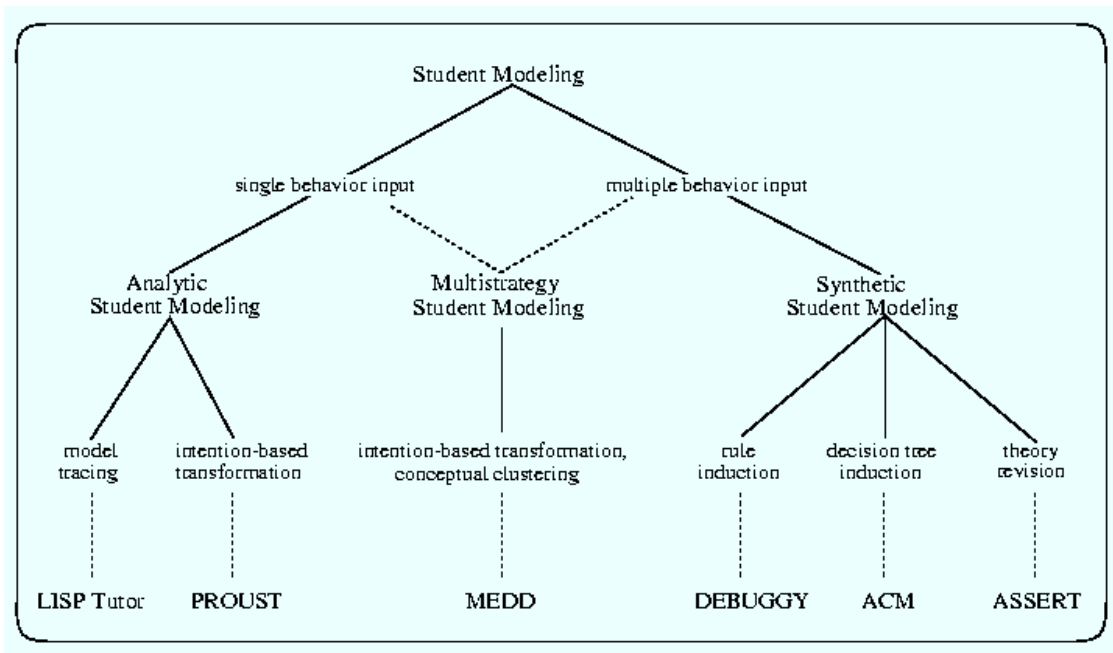 Student Modeling
single behavior input
multiple behavior input
Analytic
Student Modeling
Multistrategy
Student Modeling
Synthetic
Student Modeling
model
tracing
intention-based
transformation
intention-based transformation,
conceptual clustering
rule
induction
decision tree
induction
theory
revision
LISP Tutor
PROUST
MEDD
DEBUGGY
ACM
ASSERT